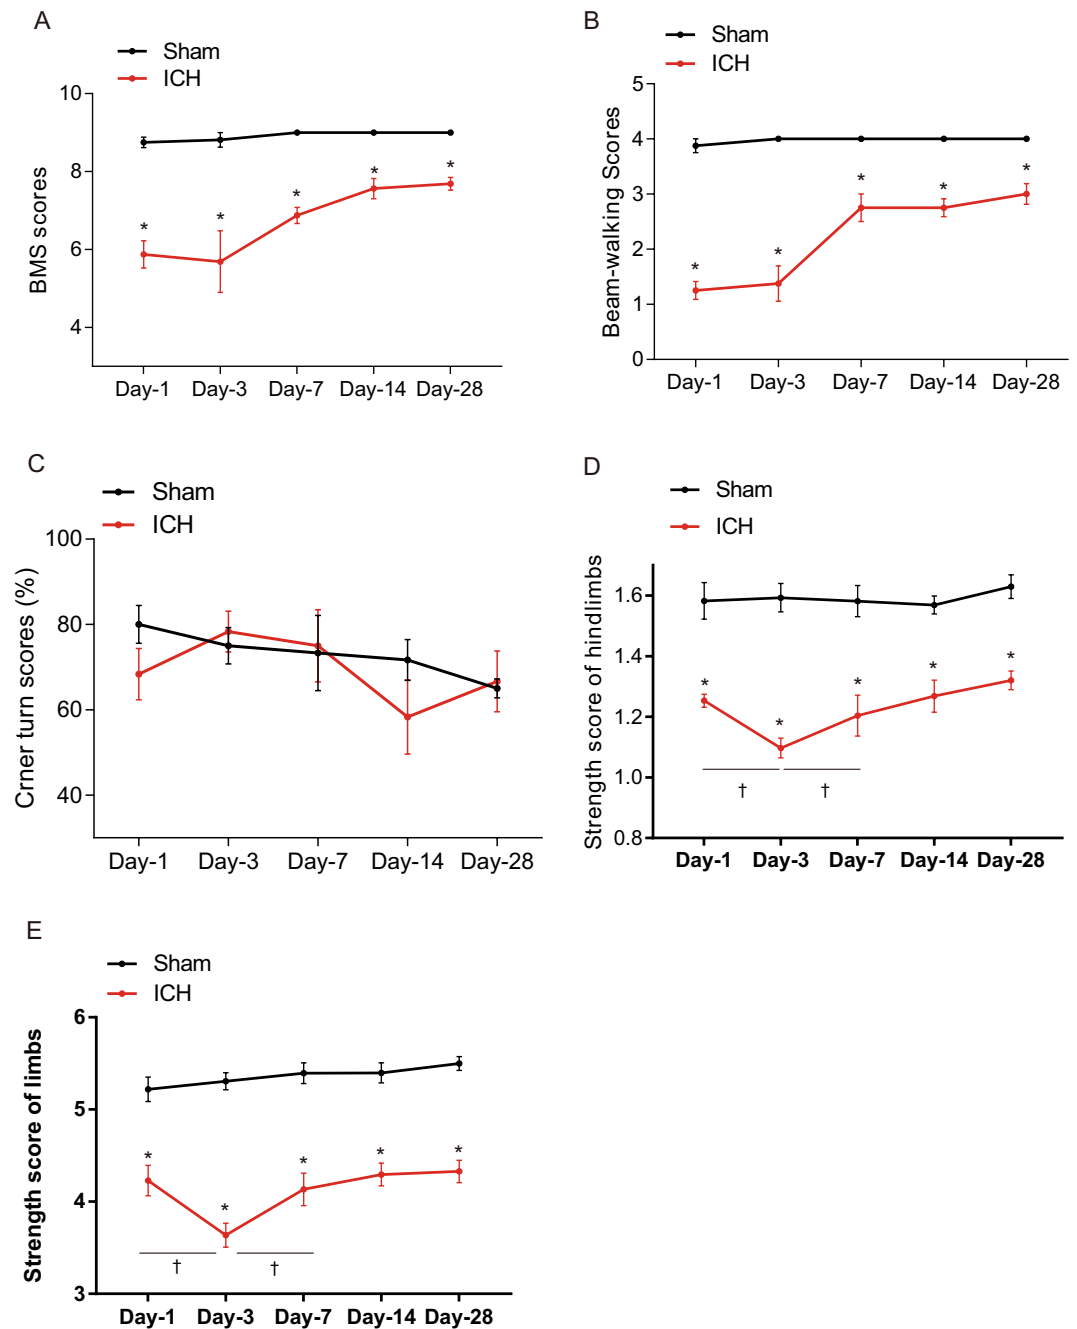 A
Sham
ICH
BMS scores
10
8
6
4
*
*
*
*
*
Day-1 Day-3 Day-7 Day-14 Day-28
B
Sham
ICH
Beam-walking Scores
5
4
3
2
1
0
*
*
*
*
*
Day-1 Day-3 Day-7 Day-14 Day-28
C
Sham
ICH
Crner turn scores (%)
100
80
60
40
Day-1 Day-3 Day-7 Day-14 Day-28
D
Sham
ICH
Strength score of hindlimbs
1.6
1.4
1.2
1.0
0.8
*
*
*
*
*
† †
Day-1 Day-3 Day-7 Day-14 Day-28
E
Sham
ICH
Strength score of limbs
6
5
4
3
*
*
*
*
*
† †
Day-1 Day-3 Day-7 Day-14 Day-28